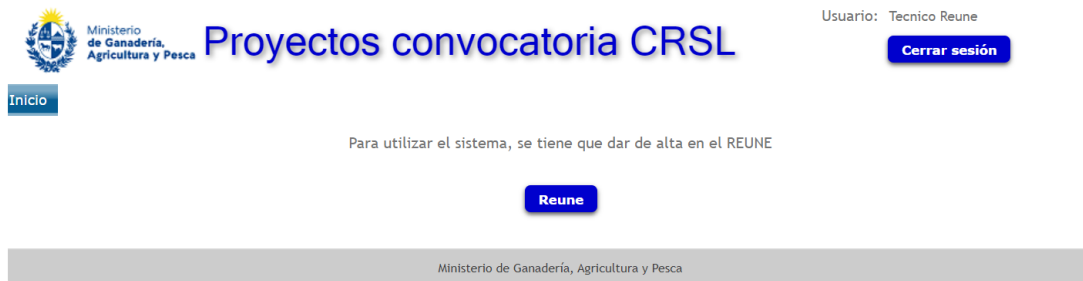 Ministerio
de Ganadería,
Agricultura y Pesca
Proyectos convocatoria CRSL
Usuario: Tecnico Reune
Cerrar sesión
Inicio
Para utilizar el sistema, se tiene que dar de alta en el REUNE
Reune
Ministerio de Ganadería, Agricultura y Pesca